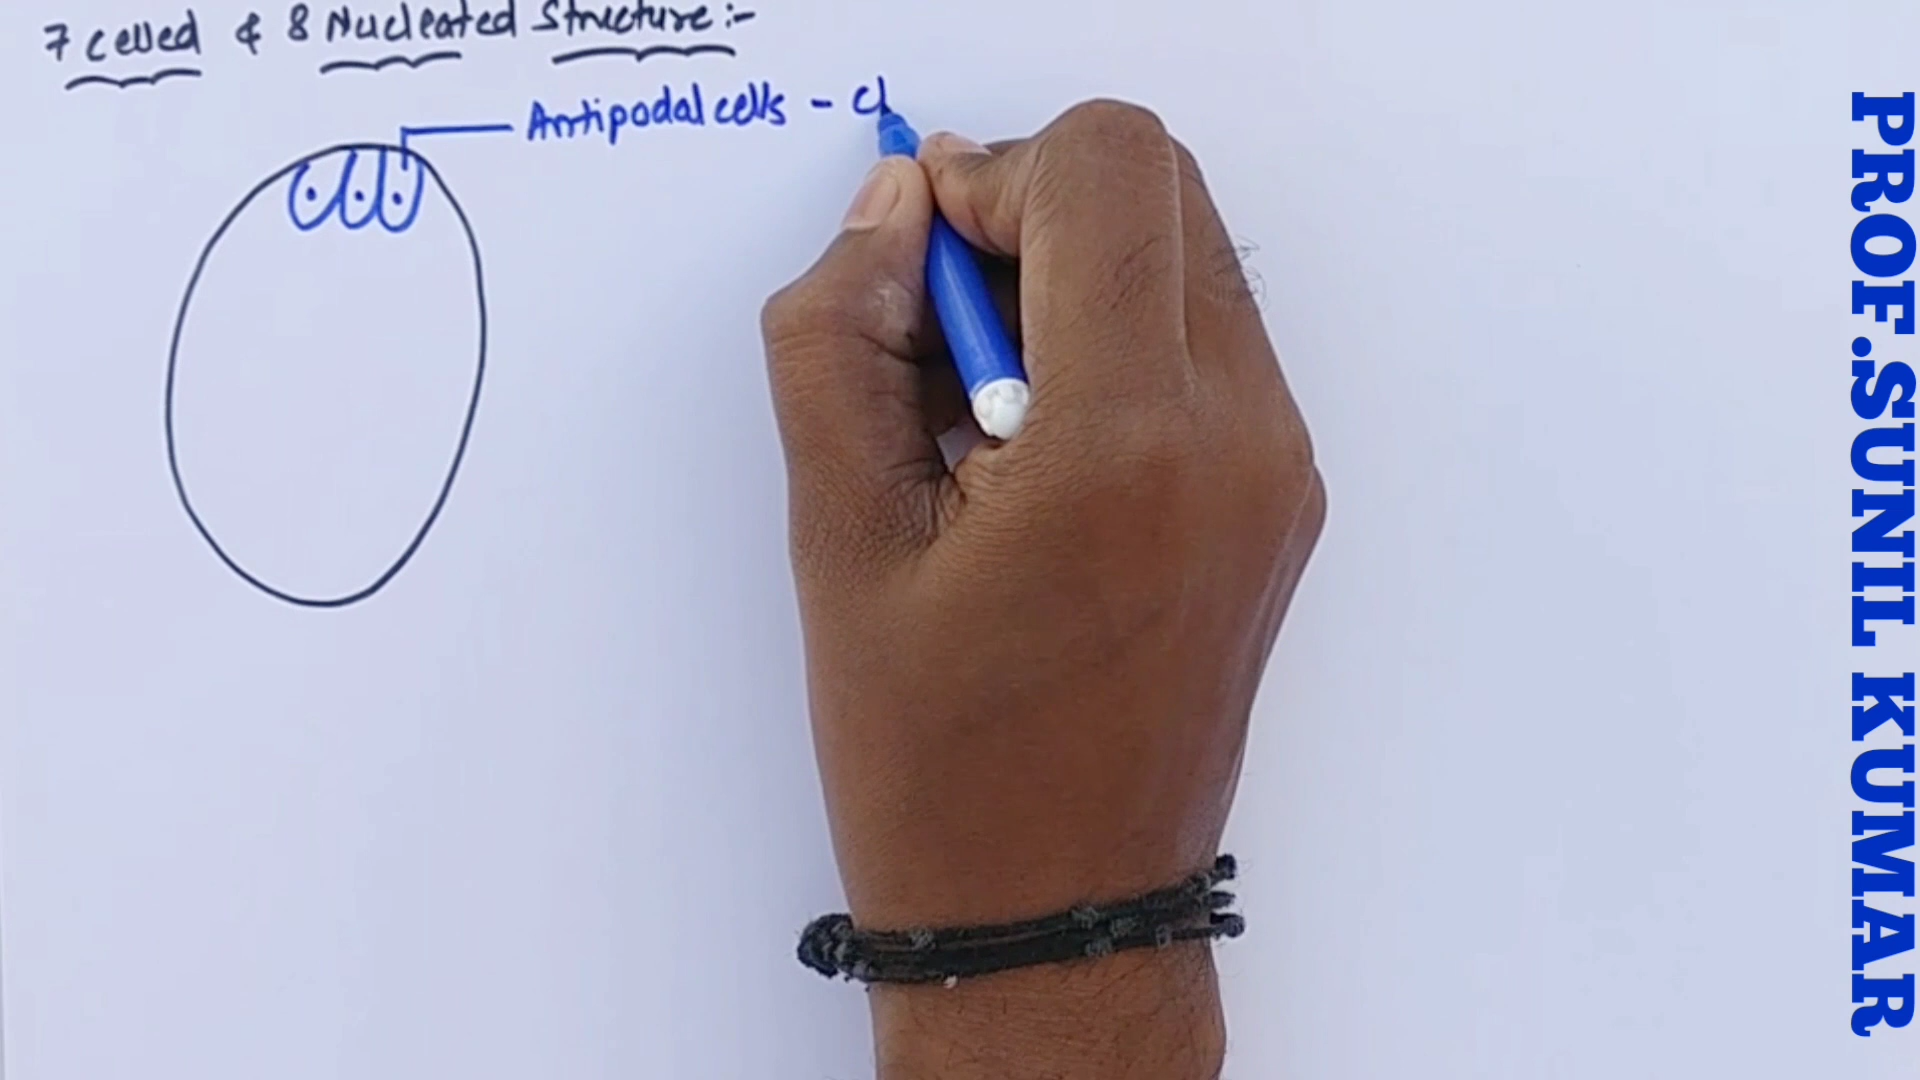 7 celled & 8 Nucleated Structure :-
Antipodal cells -
PROF.SUNIL KUMAR